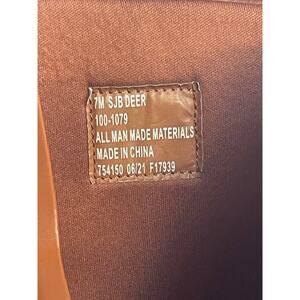 7M SJB DEER
100-1079
ALL MAN MADE MATERIALS
MADE IN CHINA
754150 06/21 F17939